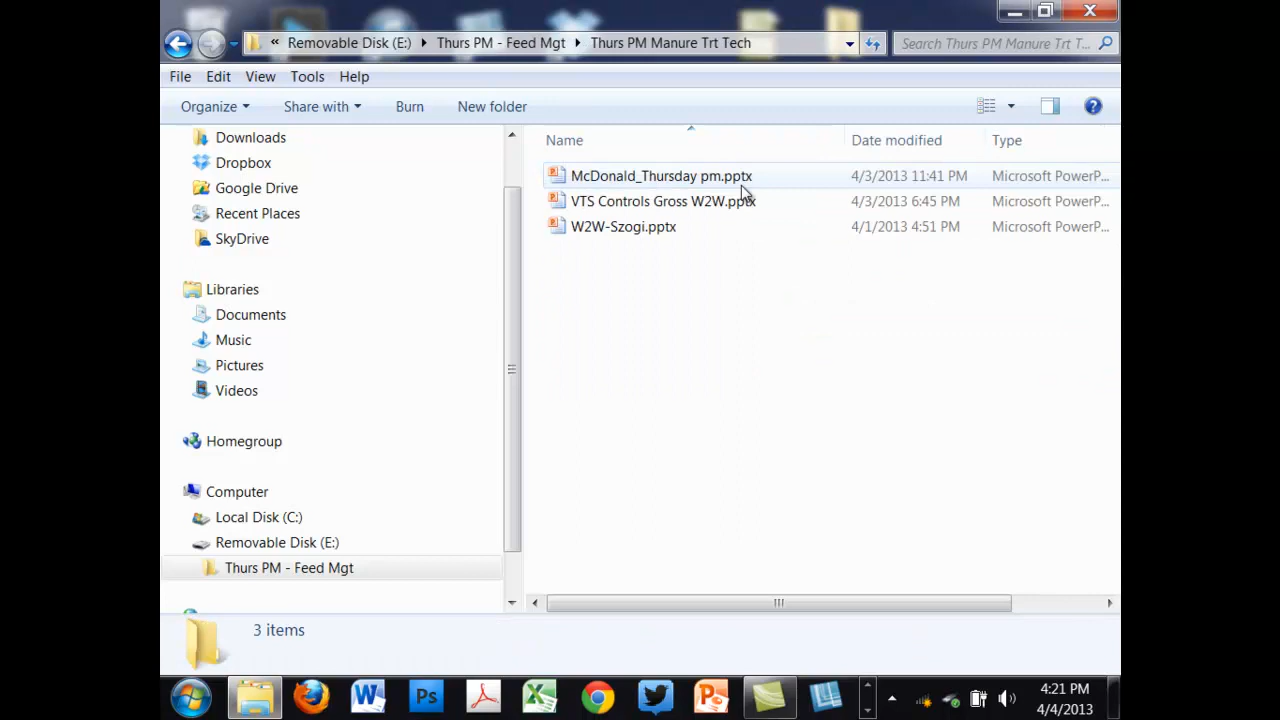 « Removable Disk (E:) Thurs PM - Feed Mgt Thurs PM Manure Trt Tech
Search Thurs PM Manure Trt T...
File Edit View Tools Help
Organize Share with Burn New folder
Downloads
Dropbox
Google Drive
Recent Places
SkyDrive
Libraries
Documents
Music
Pictures
Videos
Homegroup
Computer
Local Disk (C:)
Removable Disk (E:)
Thurs PM - Feed Mgt
Name Date modified Type
McDonald_Thursday pm.pptx 4/3/2013 11:41 PM Microsoft PowerP...
VTS Controls Gross W2W.pptx 4/3/2013 6:45 PM Microsoft PowerP...
W2W-Szogi.pptx 4/1/2013 4:51 PM Microsoft PowerP...
3 items
W Ps P
4:21 PM
4/4/2013